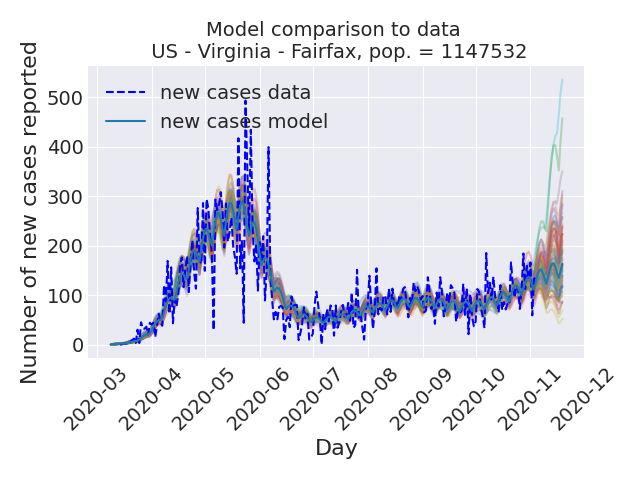 Model comparison to data
US - Virginia - Fairfax, pop. = 1147532
new cases data
new cases model
Number of new cases reported
500
400
300
200
100
0
2020-03
2020-04
2020-05
2020-06
2020-07
2020-08
2020-09
2020-10
2020-11
2020-12
Day